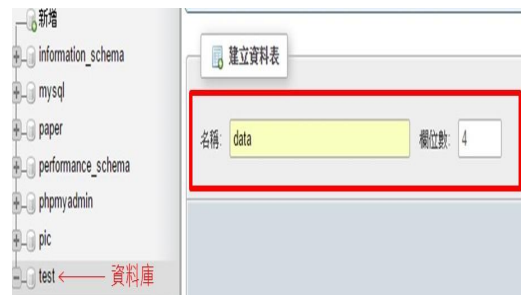 新增
information_schema
mysql
paper
performance_schema
phpmyadmin
pic
test ← 資料庫
建立資料表
名稱: data 欄位數: 4